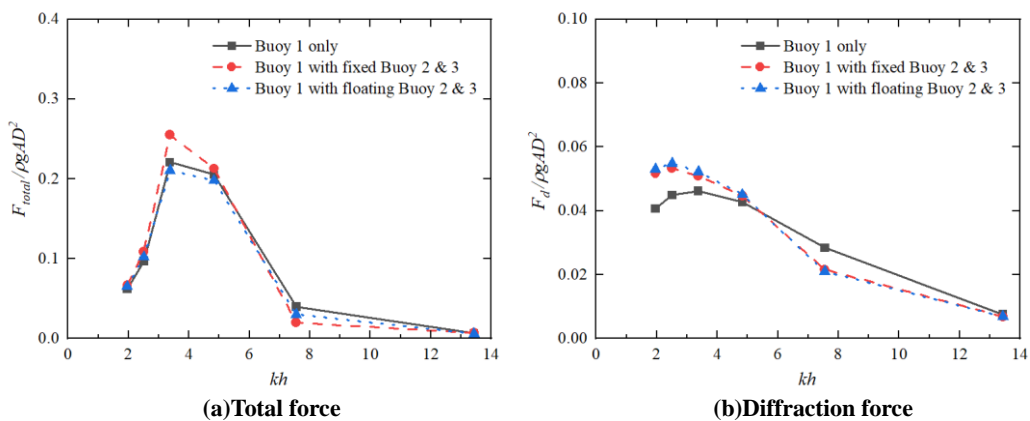 0.4
0.3
0.2
0.1
0.0
F_total/ρgAD²
0 2 4 6 8 10 12 14
kh
Buoy 1 only
Buoy 1 with fixed Buoy 2 & 3
Buoy 1 with floating Buoy 2 & 3
(a)Total force
0.10
0.08
0.06
0.04
0.02
0.00
F_d/ρgAD²
0 2 4 6 8 10 12 14
kh
Buoy 1 only
Buoy 1 with fixed Buoy 2 & 3
Buoy 1 with floating Buoy 2 & 3
(b)Diffraction force